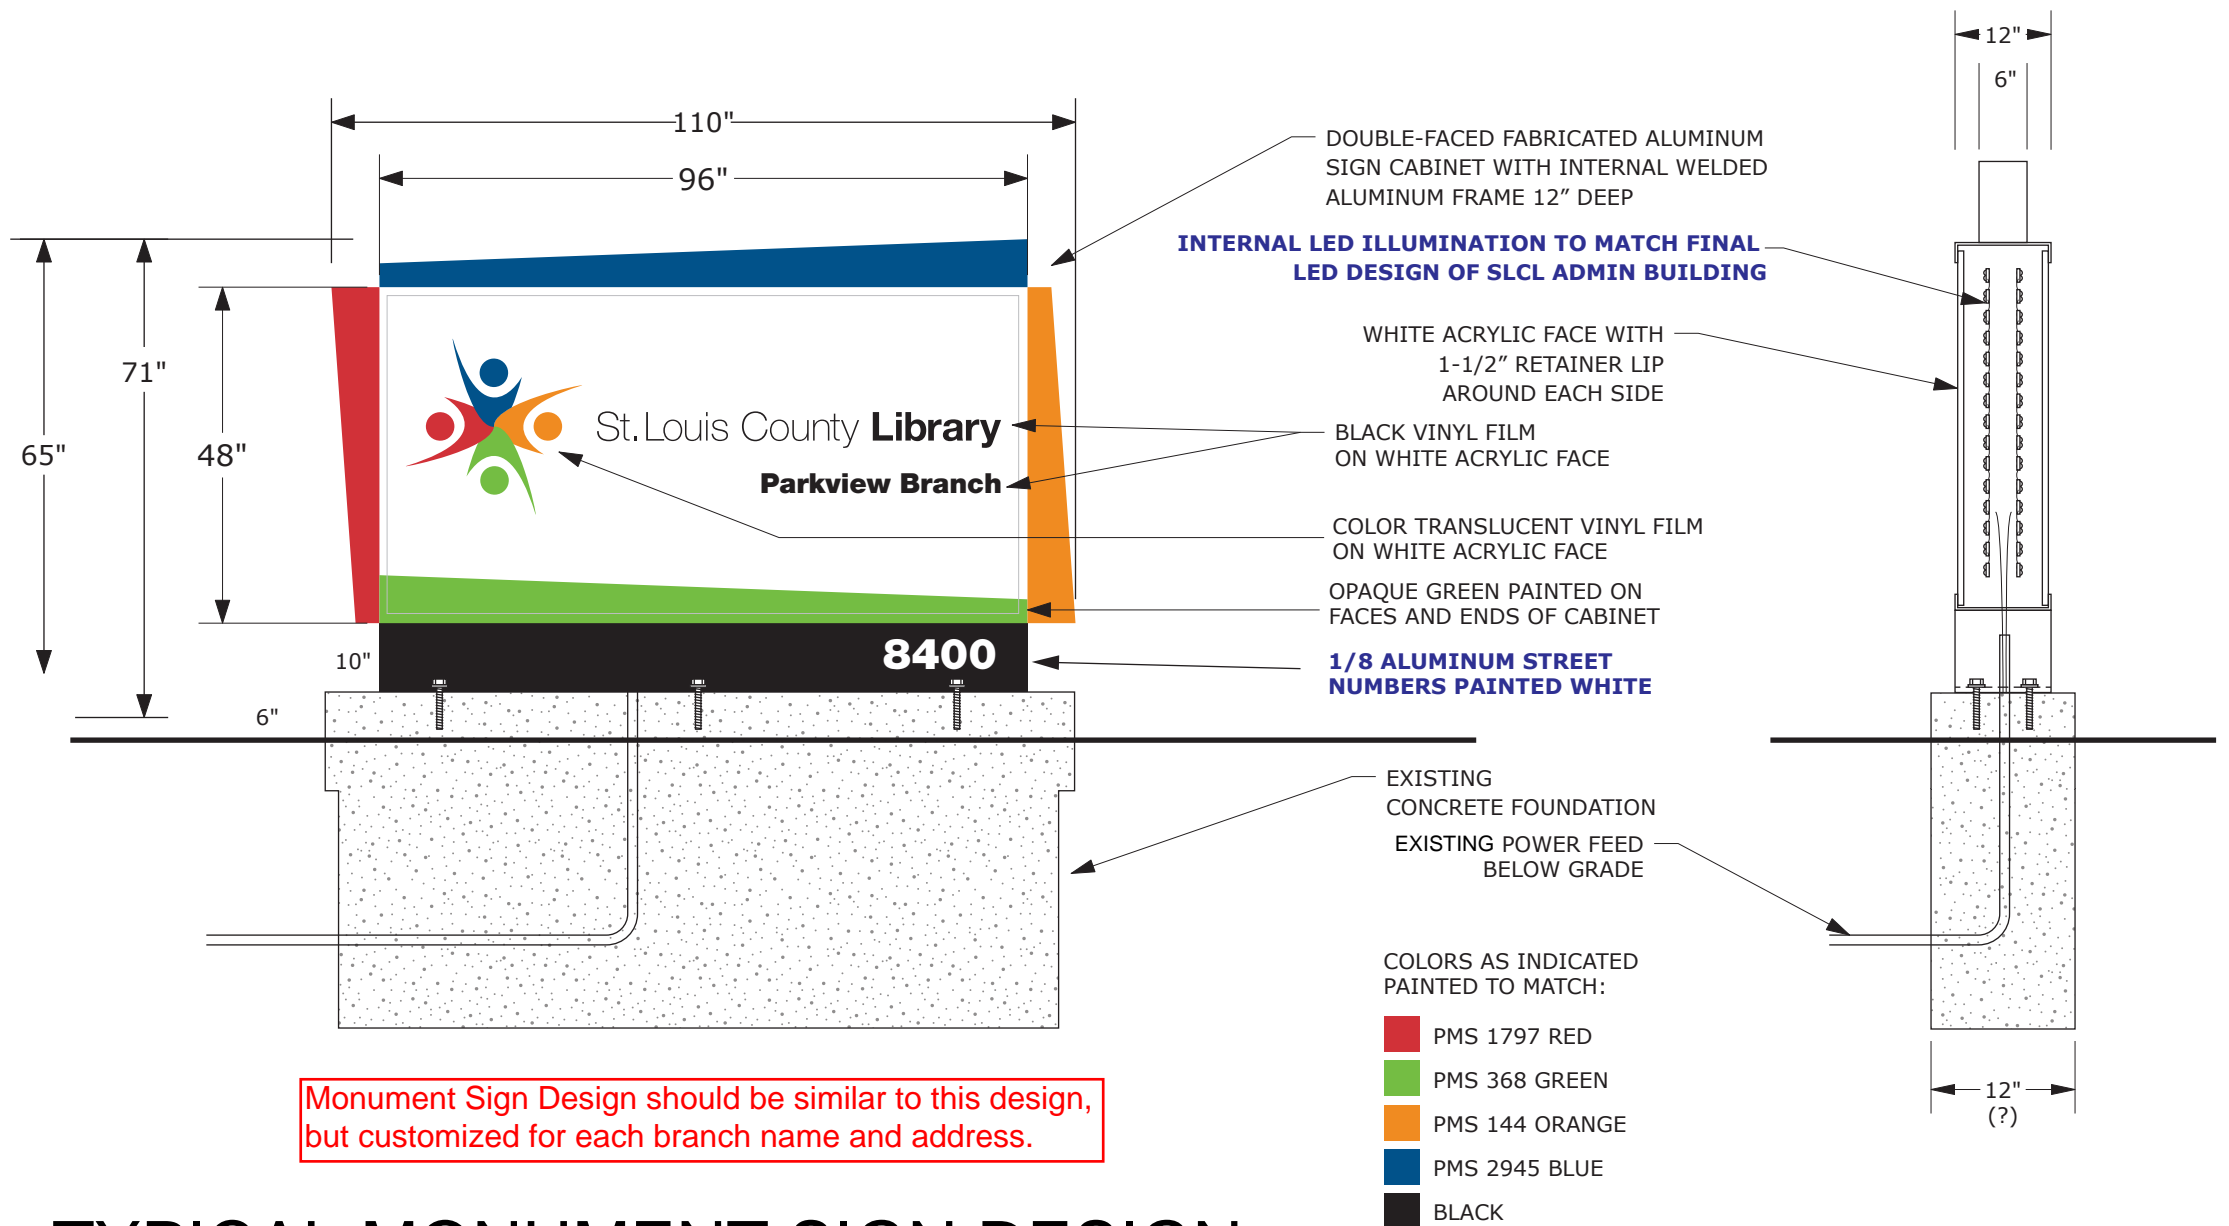 12"
6"
110"
96"
DOUBLE-FACED FABRICATED ALUMINUM
SIGN CABINET WITH INTERNAL WELDED
ALUMINUM FRAME 12” DEEP
INTERNAL LED ILLUMINATION TO MATCH FINAL
LED DESIGN OF SLCL ADMIN BUILDING
WHITE ACRYLIC FACE WITH
1-1/2” RETAINER LIP
AROUND EACH SIDE
71"
65"
48"
St.Louis County Library
Parkview Branch
BLACK VINYL FILM
ON WHITE ACRYLIC FACE
COLOR TRANSLUCENT VINYL FILM
ON WHITE ACRYLIC FACE
OPAQUE GREEN PAINTED ON
FACES AND ENDS OF CABINET
10"
8400
1/8 ALUMINUM STREET
NUMBERS PAINTED WHITE
6"
EXISTING
CONCRETE FOUNDATION
EXISTING POWER FEED
BELOW GRADE
COLORS AS INDICATED
PAINTED TO MATCH:
PMS 1797 RED
PMS 368 GREEN
PMS 144 ORANGE
PMS 2945 BLUE
BLACK
12"
(?)
Monument Sign Design should be similar to this design,
but customized for each branch name and address.
TYPICAL MONUMENT SIGN DESIGN